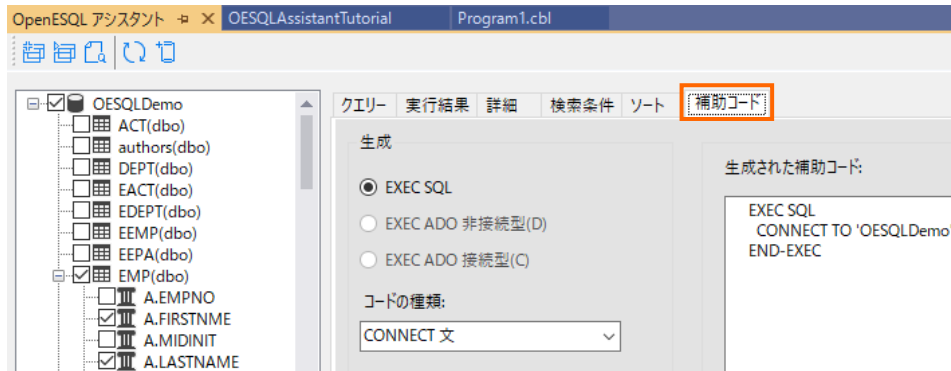 OpenESQL アシスタント
OESQLAssistantTutorial
Program1.cbl
OESQLDemo
ACT(dbo)
authors(dbo)
DEPT(dbo)
EACT(dbo)
EDEPT(dbo)
EEMP(dbo)
EEPA(dbo)
EMP(dbo)
A.EMPNO
A.FIRSTNME
A.MIDINIT
A.LASTNAME
クエリー 実行結果 詳細 検索条件 ソート 補助コード
生成
EXEC SQL
EXEC ADO 非接続型(D)
EXEC ADO 接続型(C)
コードの種類:
CONNECT 文
生成された補助コード:
EXEC SQL
CONNECT TO 'OESQLDemo
END-EXEC